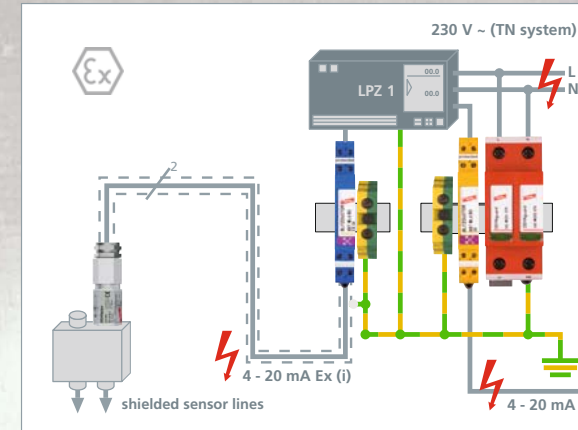 230 V ~ (TN system)
Ex
00.0
LPZ 1
00.0
L
N
2
4 - 20 mA Ex (i)
shielded sensor lines
4 - 20 mA